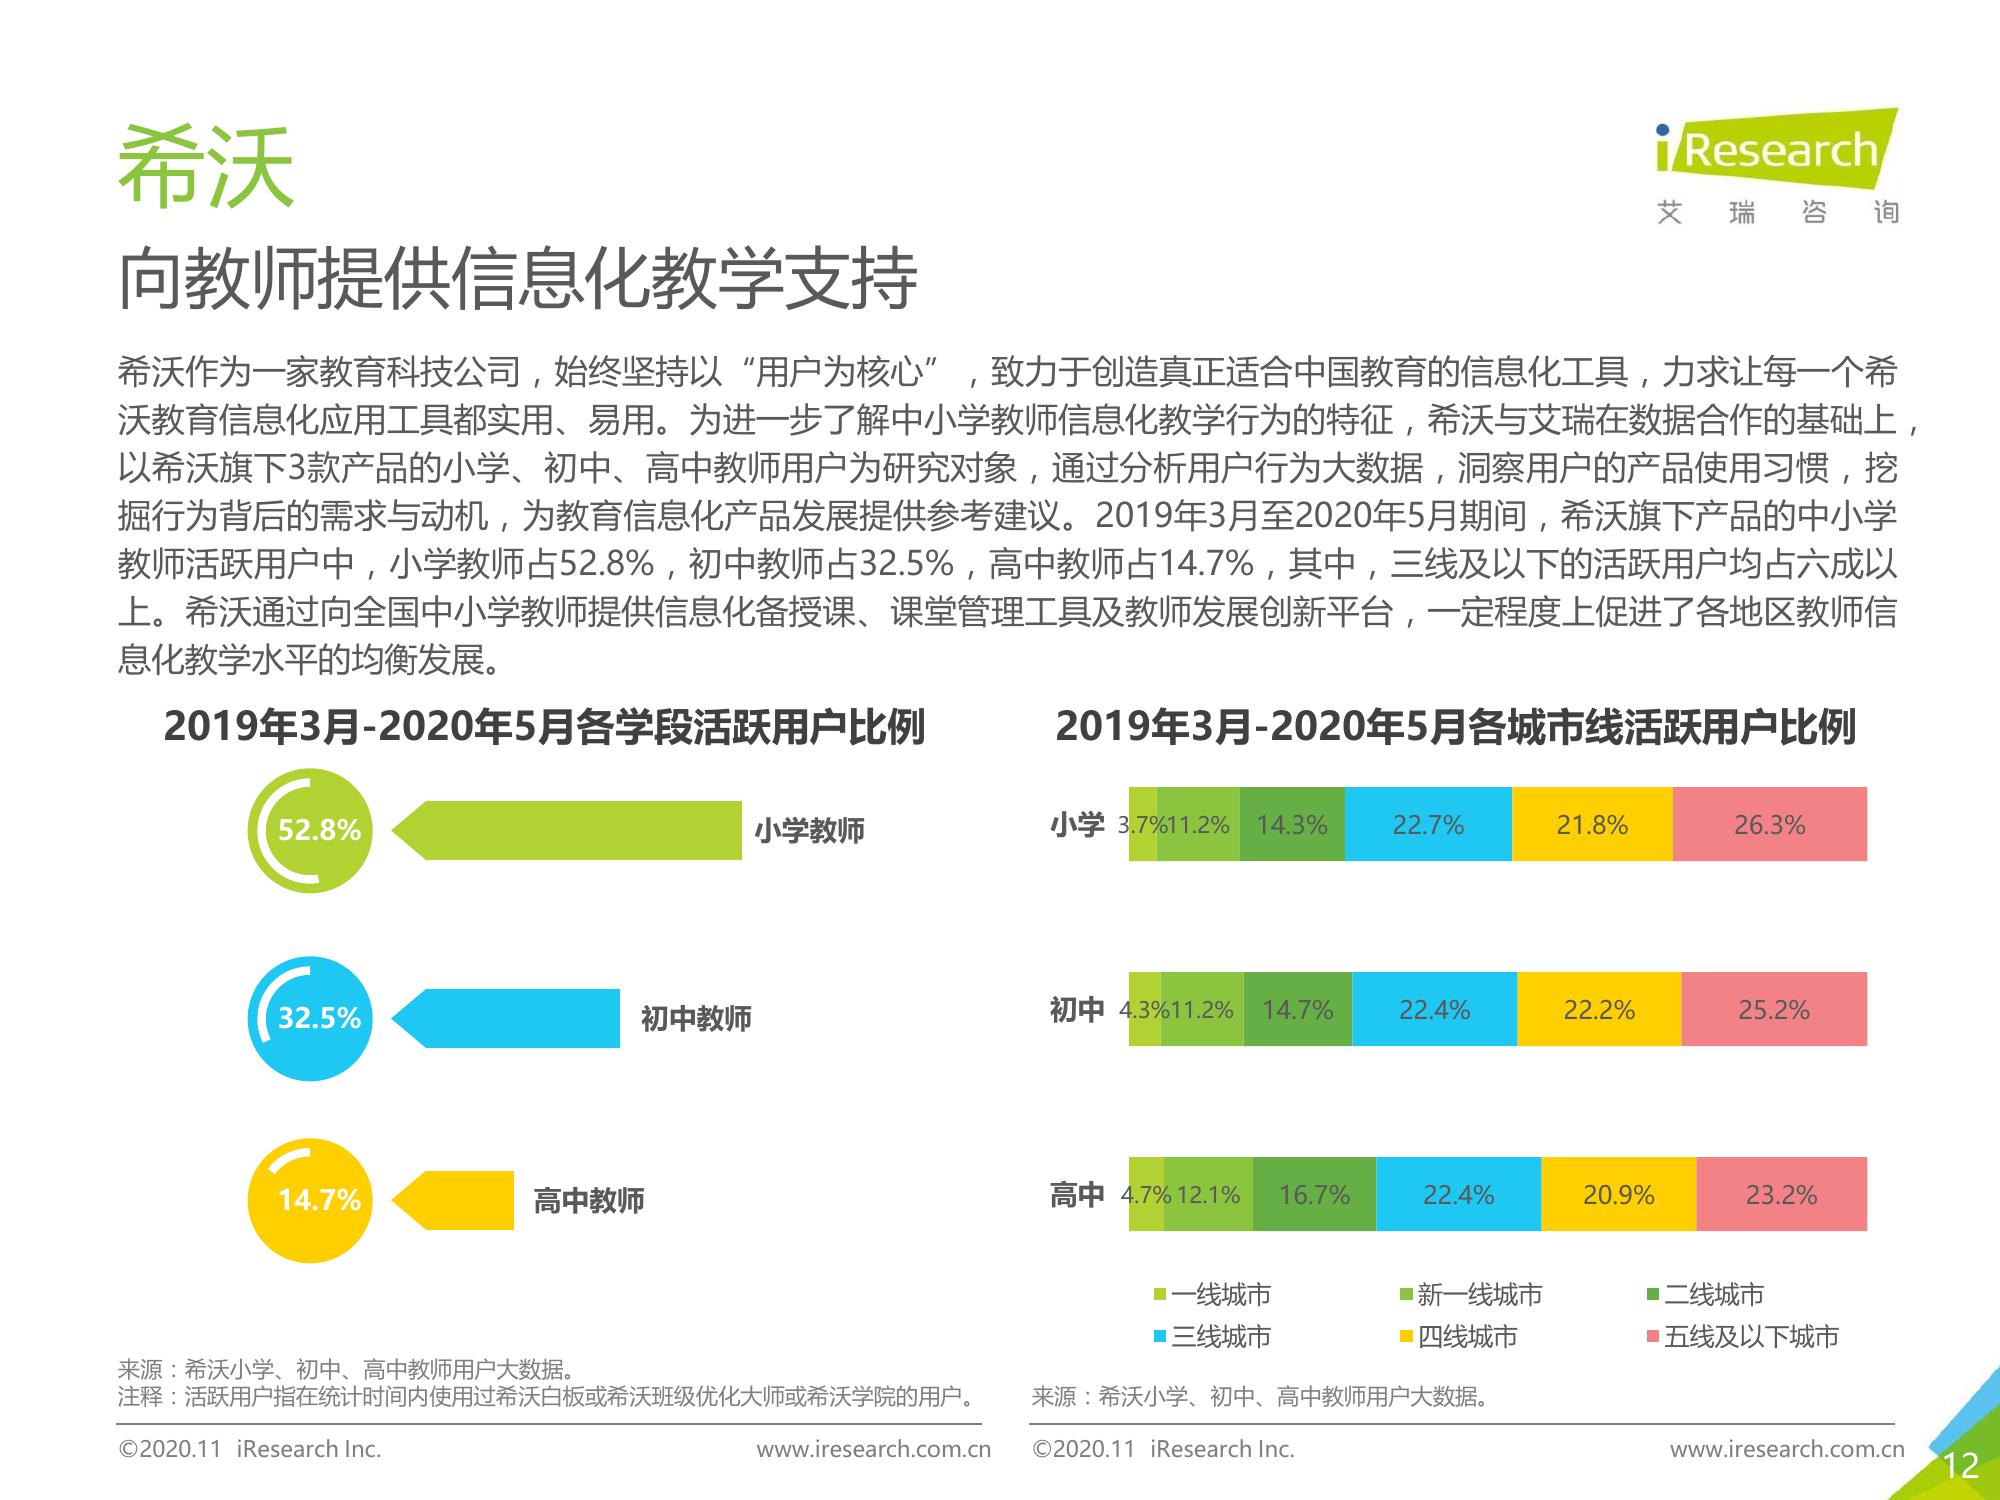 希沃
iResearch
艾瑞咨询
向教师提供信息化教学支持
希沃作为一家教育科技公司，始终坚持以“用户为核心”，致力于创造真正适合中国教育的信息化工具，力求让每一个希
沃教育信息化应用工具都实用、易用。为进一步了解中小学教师信息化教学行为的特征，希沃与艾瑞在数据合作的基础上，
以希沃旗下3款产品的小学、初中、高中教师用户为研究对象，通过分析用户行为大数据，洞察用户的产品使用习惯，挖
掘行为背后的需求与动机，为教育信息化产品发展提供参考建议。2019年3月至2020年5月期间，希沃旗下产品的中小学
教师活跃用户中，小学教师占52.8%，初中教师占32.5%，高中教师占14.7%，其中，三线及以下的活跃用户均占六成以
上。希沃通过向全国中小学教师提供信息化备授课、课堂管理工具及教师发展创新平台，一定程度上促进了各地区教师信
息化教学水平的均衡发展。
2019年3月-2020年5月各学段活跃用户比例
52.8% 小学教师
32.5% 初中教师
14.7% 高中教师
来源：希沃小学、初中、高中教师用户大数据。
注释：活跃用户指在统计时间内使用过希沃白板或希沃班级优化大师或希沃学院的用户。
©2020.11 iResearch Inc. www.iresearch.com.cn
2019年3月-2020年5月各城市线活跃用户比例
小学 3.7% 11.2% 14.3% 22.7% 21.8% 26.3%
初中 4.3% 11.2% 14.7% 22.4% 22.2% 25.2%
高中 4.7% 12.1% 16.7% 22.4% 20.9% 23.2%
一线城市 新一线城市 二线城市
三线城市 四线城市 五线及以下城市
来源：希沃小学、初中、高中教师用户大数据。
©2020.11 iResearch Inc. www.iresearch.com.cn
12